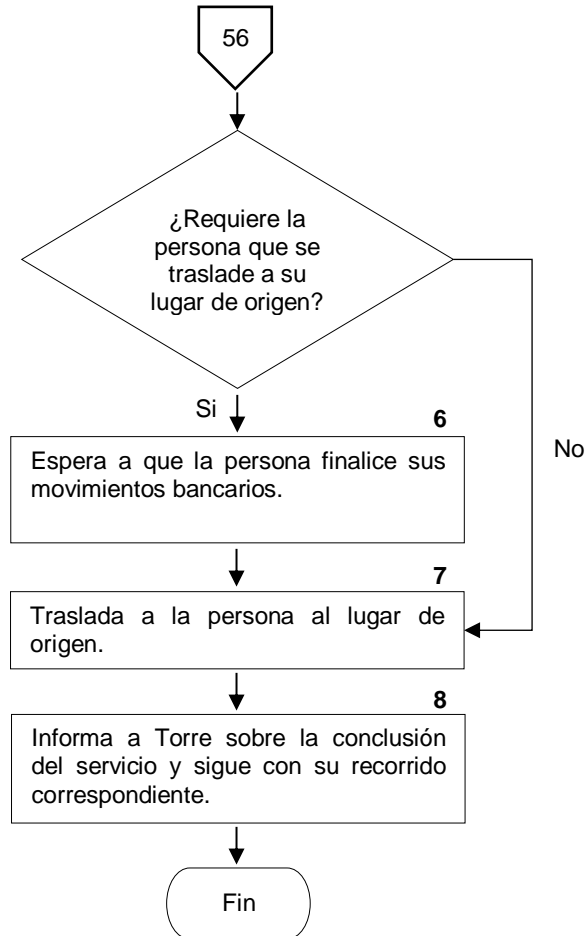 56
¿Requiere la
persona que se
traslade a su
lugar de origen?
Si
6
No
Espera a que la persona finalice sus
movimientos bancarios.
7
Traslada a la persona al lugar de
origen.
8
Informa a Torre sobre la conclusión
del servicio y sigue con su recorrido
correspondiente.
Fin